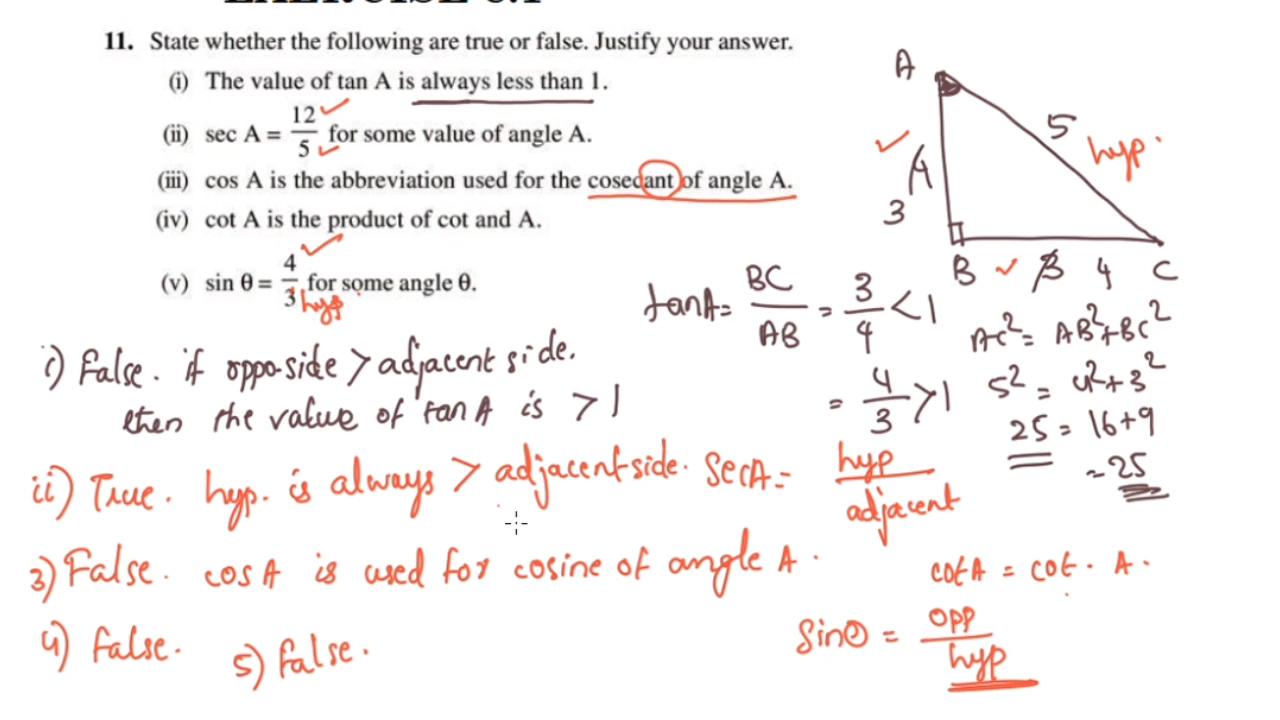 11. State whether the following are true or false. Justify your answer.
(i) The value of tan A is always less than 1.
(ii) sec A = 12/5 for some value of angle A.
(iii) cos A is the abbreviation used for the cosecant of angle A.
(iv) cot A is the product of cot and A.
(v) sin θ = 4/3 for some angle θ.
hyp
A
5
hyp.
4
3
B 3 4 C
tanA = BC/AB = 3/4 < 1
= 4/3 > 1
AC² = AB² + BC²
5² = 4² + 3²
25 = 16+9
= 25
i) False. if oppo. side > adjacent side.
then the value of tan A is > 1
ii) True. hyp. is always > adjacent side. SecA = hyp/adjacent
3) False. cos A is used for cosine of angle A.
cotA = cot . A.
4) false. 5) false.
Sinθ = opp/hyp